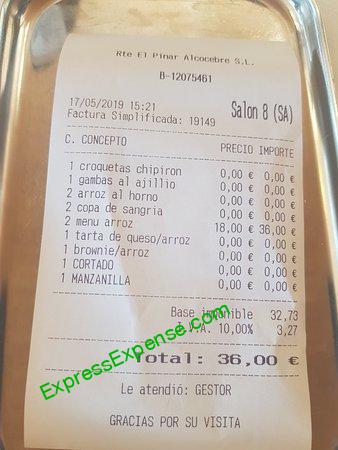 Rte El Pinar Alcocebre S.L.
B-12075461
17/05/2019 15:21 Salon 8 (SA)
Factura Simplificada: 19149
C. CONCEPTO PRECIO IMPORTE
1 croquetas chipiron 0,00 € 0,00 €
1 gambas al ajillio 0,00 € 0,00 €
2 arroz al horno 0,00 € 0,00 €
2 copa de sangria 0,00 € 0,00 €
2 menu arroz 18,00 € 36,00 €
1 tarta de queso/arroz 0,00 € 0,00 €
1 brownie/arroz 0,00 € 0,00 €
1 CORTADO 0,00 € 0,00 €
1 MANZANILLA 0,00 € 0,00 €
Base imponible 32,73
I.V.A. 10,00% 3,27
Total: 36,00 €
ExpressExpense.com
Le atendió: GESTOR
GRACIAS POR SU VISITA